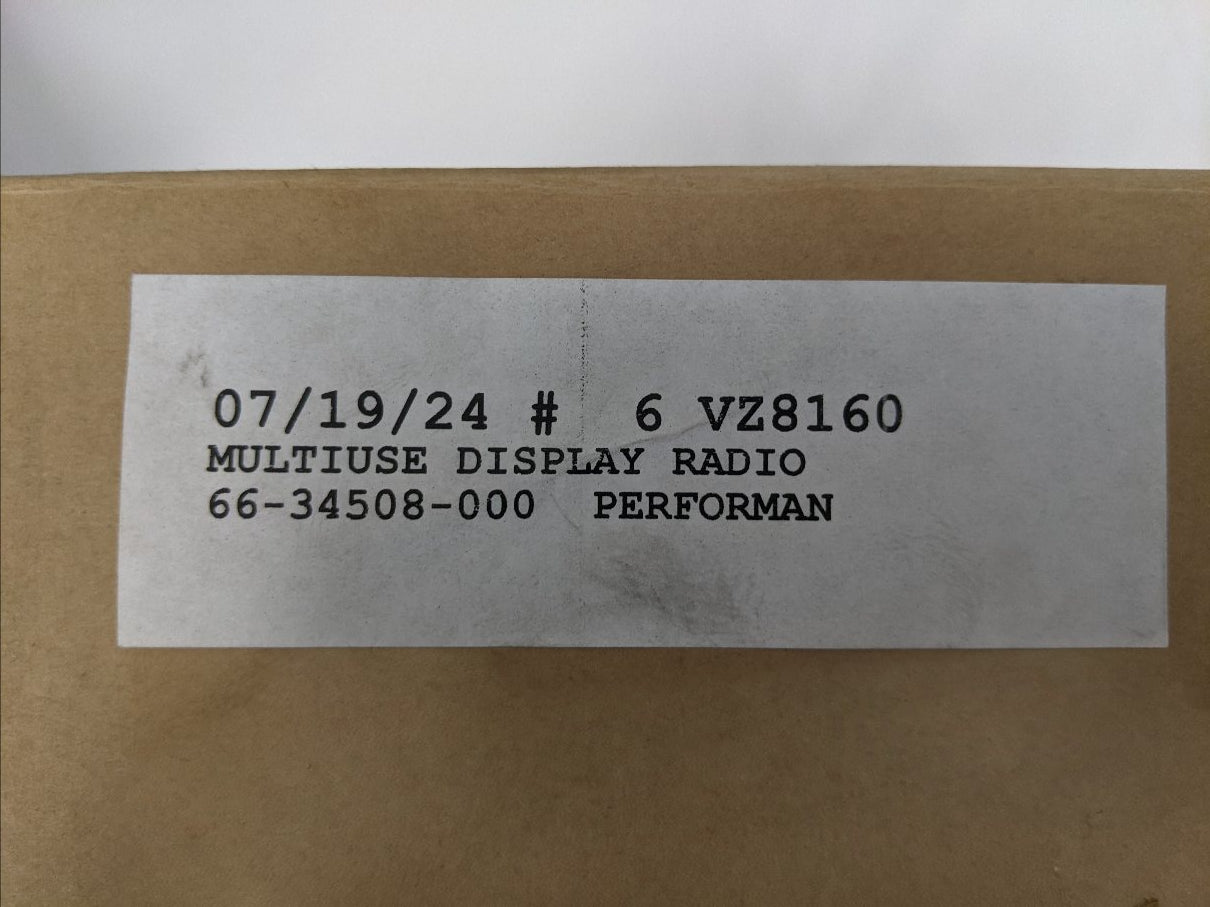 07/19/24 # 6 VZ8160
MULTIUSE DISPLAY RADIO
66-34508-000 PERFORMAN